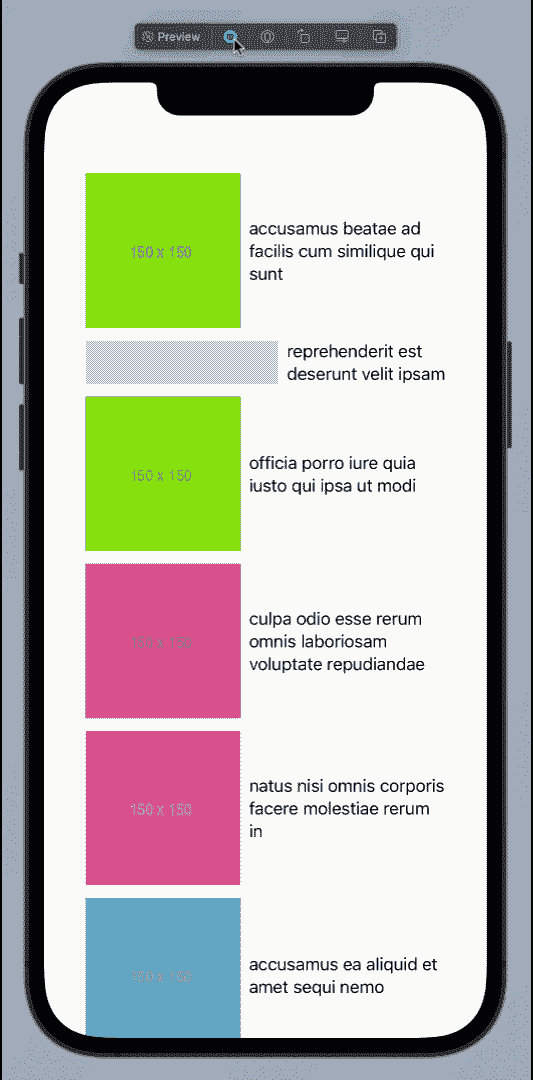 Preview
150 x 150
accusamus beatae ad
facilis cum similique qui
sunt
reprehenderit est
deserunt velit ipsam
150 x 150
officia porro iure quia
iusto qui ipsa ut modi
150 x 150
culpa odio esse rerum
omnis laboriosam
voluptate repudiandae
150 x 150
natus nisi omnis corporis
facere molestiae rerum
in
150 x 150
accusamus ea aliquid et
amet sequi nemo